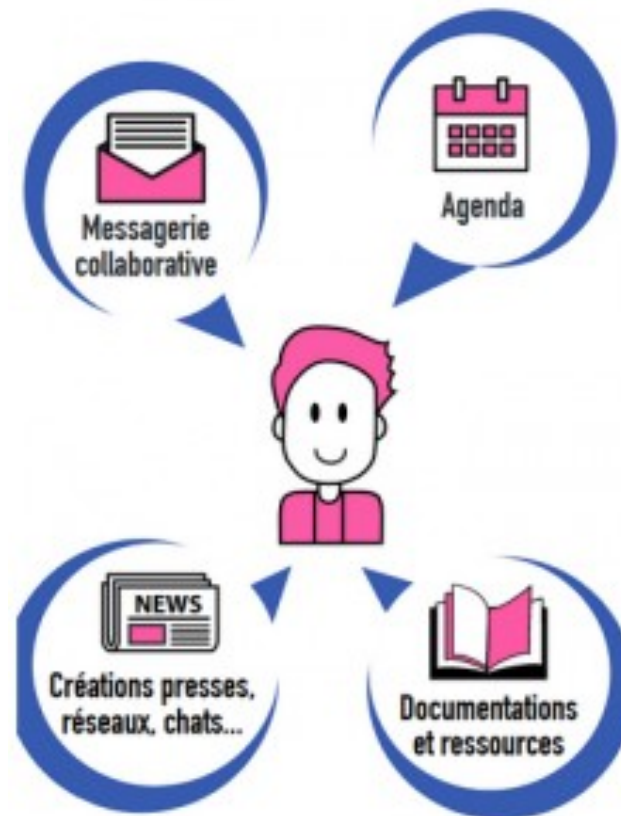 Messagerie
collaborative
Agenda
NEWS
Créations presses,
réseaux, chats...
Documentations
et ressources